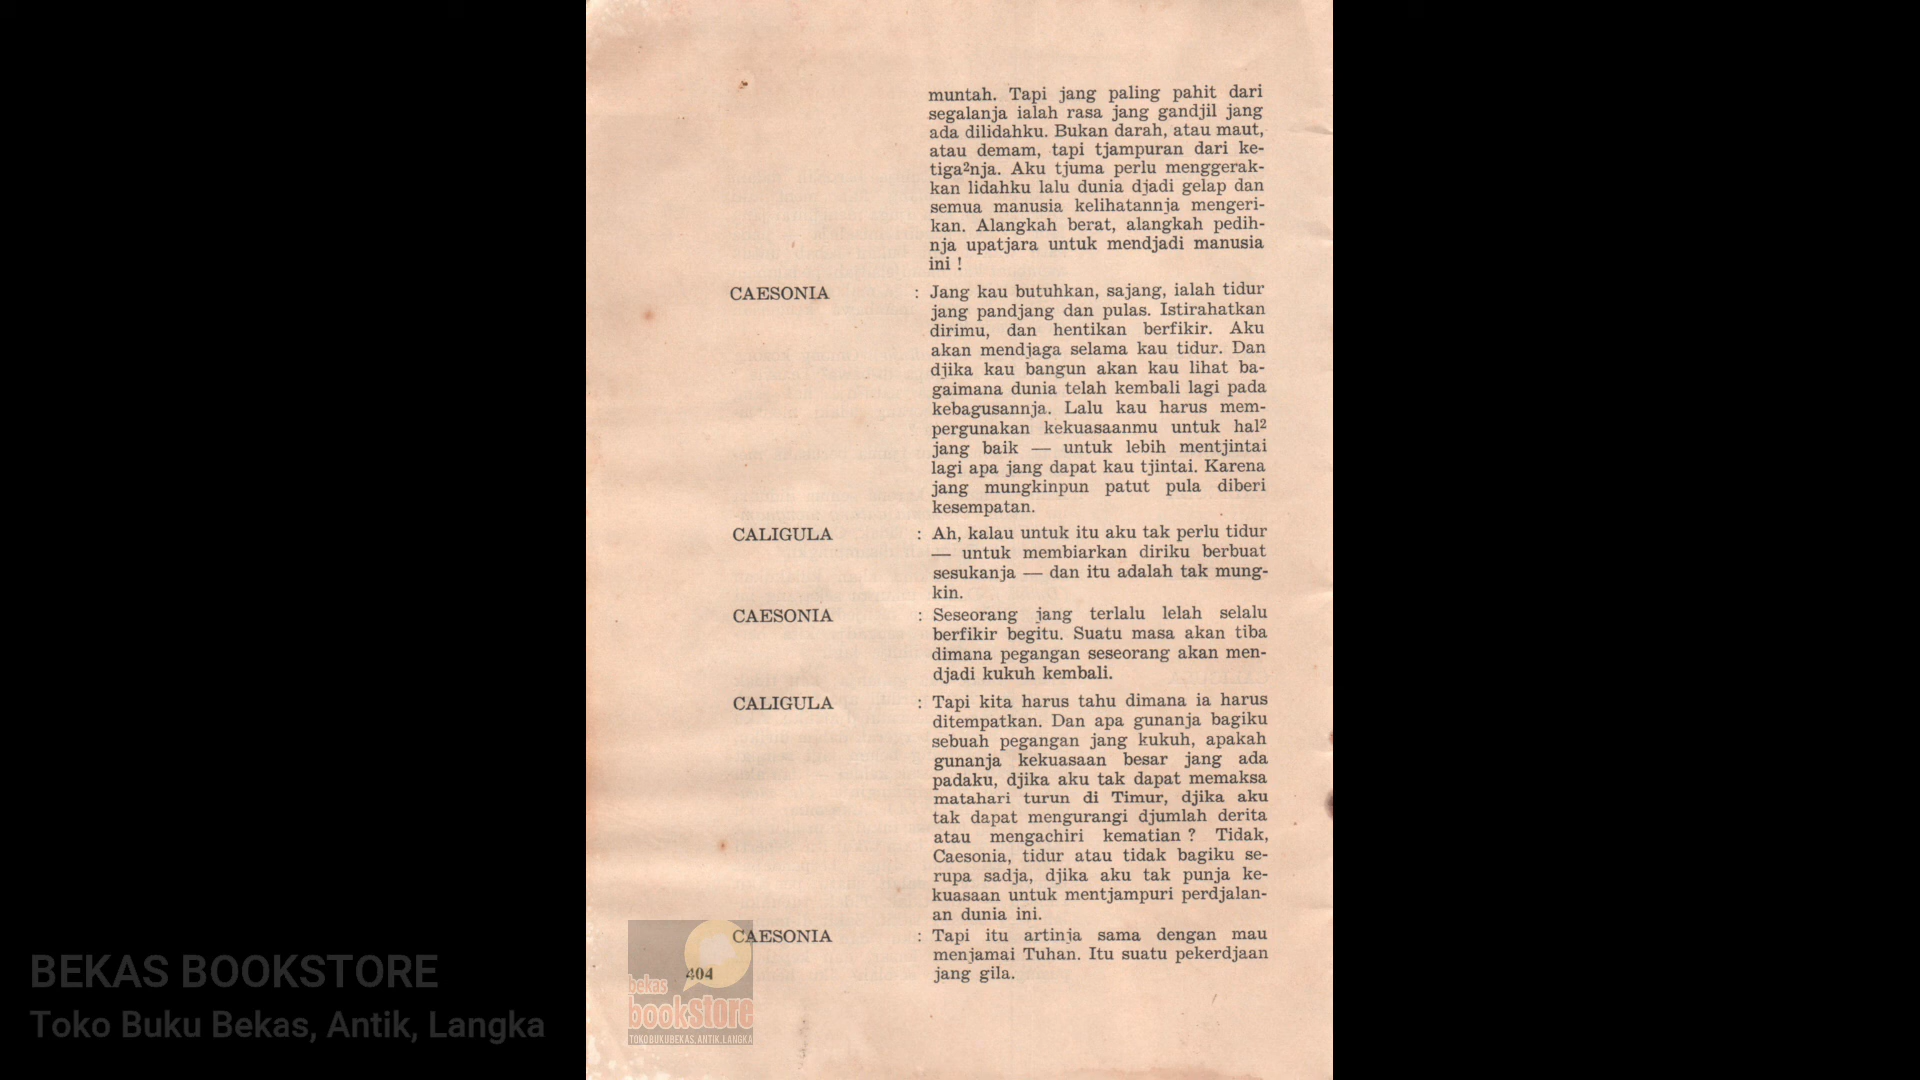 muntah. Tapi jang paling pahit dari
segalanja ialah rasa jang gandjil jang
ada dilidahku. Bukan darah, atau maut,
atau demam, tapi tjampuran dari ke-
tiga²nja. Aku tjuma perlu menggerak-
kan lidahku lalu dunia djadi gelap dan
semua manusia kelihatannja mengeri-
kan. Alangkah berat, alangkah pedih-
nja upatjara untuk mendjadi manusia
ini !
CAESONIA : Jang kau butuhkan, sajang, ialah tidur
jang pandjang dan pulas. Istirahatkan
dirimu, dan hentikan berfikir. Aku
akan mendjaga selama kau tidur. Dan
djika kau bangun akan kau lihat ba-
gaimana dunia telah kembali lagi pada
kebagusannja. Lalu kau harus mem-
pergunakan kekuasaanmu untuk hal²
jang baik — untuk lebih mentjintai
lagi apa jang dapat kau tjintai. Karena
jang mungkinpun patut pula diberi
kesempatan.
CALIGULA : Ah, kalau untuk itu aku tak perlu tidur
— untuk membiarkan diriku berbuat
sesukanja — dan itu adalah tak mung-
kin.
CAESONIA : Seseorang jang terlalu lelah selalu
berfikir begitu. Suatu masa akan tiba
dimana pegangan seseorang akan men-
djadi kukuh kembali.
CALIGULA : Tapi kita harus tahu dimana ia harus
ditempatkan. Dan apa gunanja bagiku
sebuah pegangan jang kukuh, apakah
gunanja kekuasaan besar jang ada
padaku, djika aku tak dapat memaksa
matahari turun di Timur, djika aku
tak dapat mengurangi djumlah derita
atau mengachiri kematian ? Tidak,
Caesonia, tidur atau tidak bagiku se-
rupa sadja, djika aku tak punja ke-
kuasaan untuk mentjampuri perdjalan-
an dunia ini.
CAESONIA : Tapi itu artinja sama dengan mau
menjamai Tuhan. Itu suatu pekerdjaan
jang gila.
404
bekas
bookstore
TOKO BUKU BEKAS, ANTIK, LANGKA
BEKAS BOOKSTORE
Toko Buku Bekas, Antik, Langka